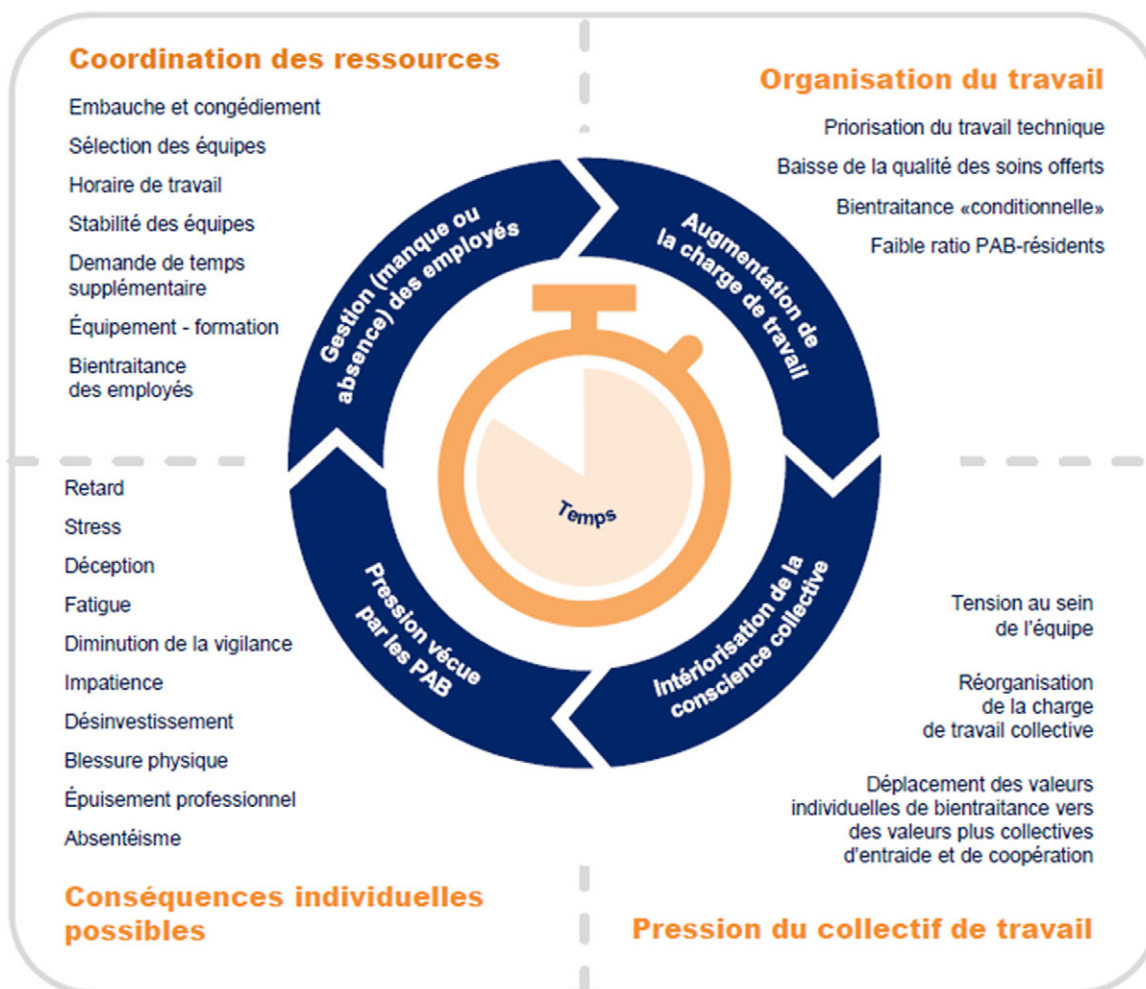 Coordination des ressources
Embauche et congédiement
Sélection des équipes
Horaire de travail
Stabilité des équipes
Demande de temps
supplémentaire
Équipement - formation
Bientraitance
des employés
Organisation du travail
Priorisation du travail technique
Baisse de la qualité des soins offerts
Bientraitance «conditionnelle»
Faible ratio PAB-résidents
Gestion (manque ou
absence) des employés
Augmentation de
la charge de travail
Temps
Pression vécue
par les PAB
Intériorisation de la
conscience collective
Retard
Stress
Déception
Fatigue
Diminution de la vigilance
Impatience
Désinvestissement
Blessure physique
Épuisement professionnel
Absentéisme
Conséquences individuelles
possibles
Tension au sein
de l'équipe
Réorganisation
de la charge
de travail collective
Déplacement des valeurs
individuelles de bientraitance vers
des valeurs plus collectives
d'entraide et de coopération
Pression du collectif de travail